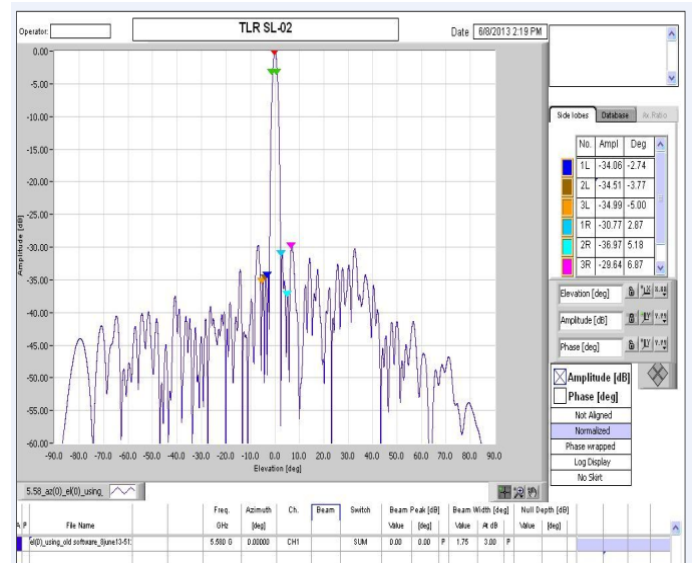 Operator:
TLR SL-02
Date 6/8/2013 2:19 PM
0.00
-5.00
-10.00
-15.00
-20.00
-25.00
-30.00
-35.00
-40.00
-45.00
-50.00
-55.00
-60.00
Amplitude [dB]
-90.0 -80.0 -70.0 -60.0 -50.0 -40.0 -30.0 -20.0 -10.0 0.0 10.0 20.0 30.0 40.0 50.0 60.0 70.0 80.0 90.0
Elevation [deg]
5.58_az(0)_el(0)_using_
Side lobes Database Ax Ratio
No. Ampl Deg
1L -34.06 -2.74
2L -34.51 -3.77
3L -34.99 -5.00
1R -30.77 2.87
2R -36.97 5.18
3R -29.64 6.87
Elevation [deg]
Amplitude [dB]
Phase [deg]
Amplitude [dB]
Phase [deg]
Not Aligned
Normalized
Phase wrapped
Log Display
No Skirt
Freq. Azimuth Ch. Beam Switch Beam Peak [dB] Beam Width [deg] Null Depth [dB]
A P File Name GHz [deg] Value [deg] Value At dB Value [deg]
el(0)_using_old software_8june13-51: 5.580 G 0.00000 CH1 SUM 0.00 0.00 P 1.75 3.00 P